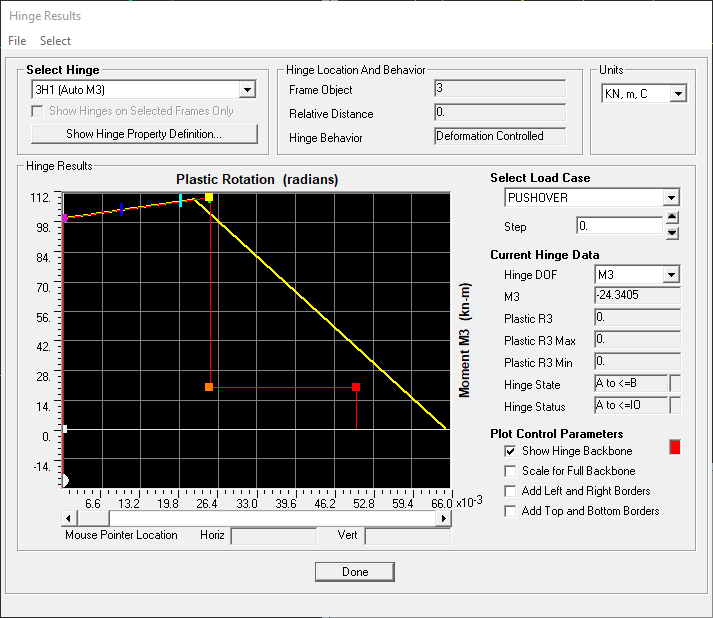 Hinge Results
File Select
Select Hinge
3H1 (Auto M3)
Show Hinges on Selected Frames Only
Show Hinge Property Definition...
Hinge Location And Behavior
Frame Object 3
Relative Distance 0.
Hinge Behavior Deformation Controlled
Units
KN, m, C
Hinge Results
Plastic Rotation (radians)
112.
98.
84.
70.
56.
42.
28.
14.
0.
-14.
6.6 13.2 19.8 26.4 33.0 39.6 46.2 52.8 59.4 66.0 x10-3
Moment M3 (kn-m)
Mouse Pointer Location Horiz Vert
Select Load Case
PUSHOVER
Step 0.
Current Hinge Data
Hinge DOF M3
M3 -24.3405
Plastic R3 0.
Plastic R3 Max 0.
Plastic R3 Min 0.
Hinge State A to <=B
Hinge Status A to <=IO
Plot Control Parameters
Show Hinge Backbone
Scale for Full Backbone
Add Left and Right Borders
Add Top and Bottom Borders
Done